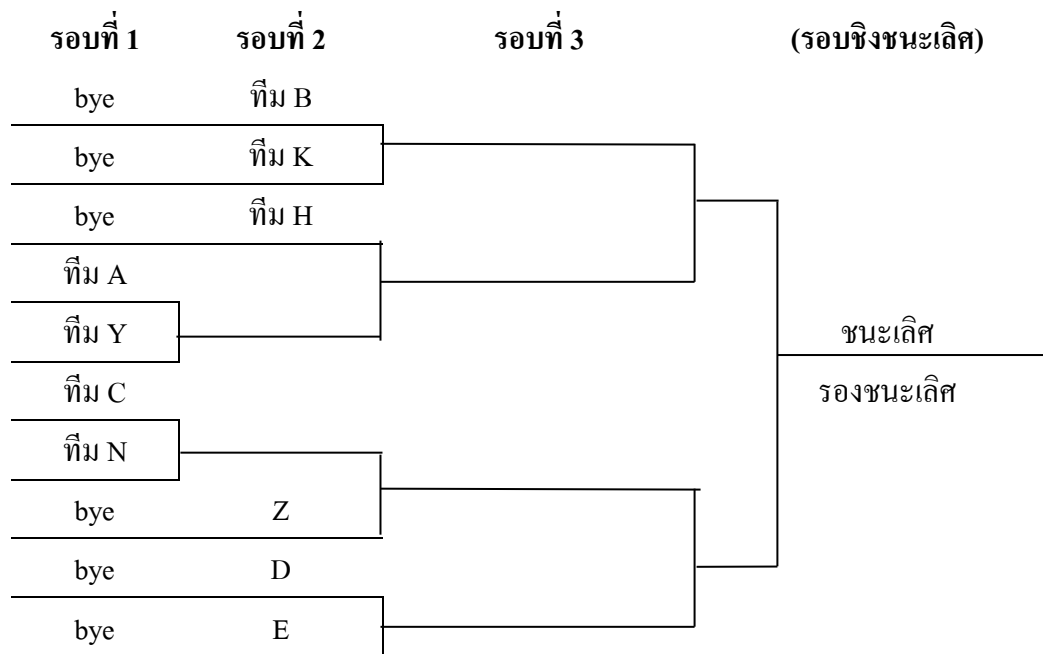 รอบที่ 1 รอบที่ 2 รอบที่ 3 (รอบชิงชนะเลิศ)
bye ทีม B
bye ทีม K
bye ทีม H
ทีม A
ทีม Y
ชนะเลิศ
ทีม C
รองชนะเลิศ
ทีม N
bye Z
bye D
bye E